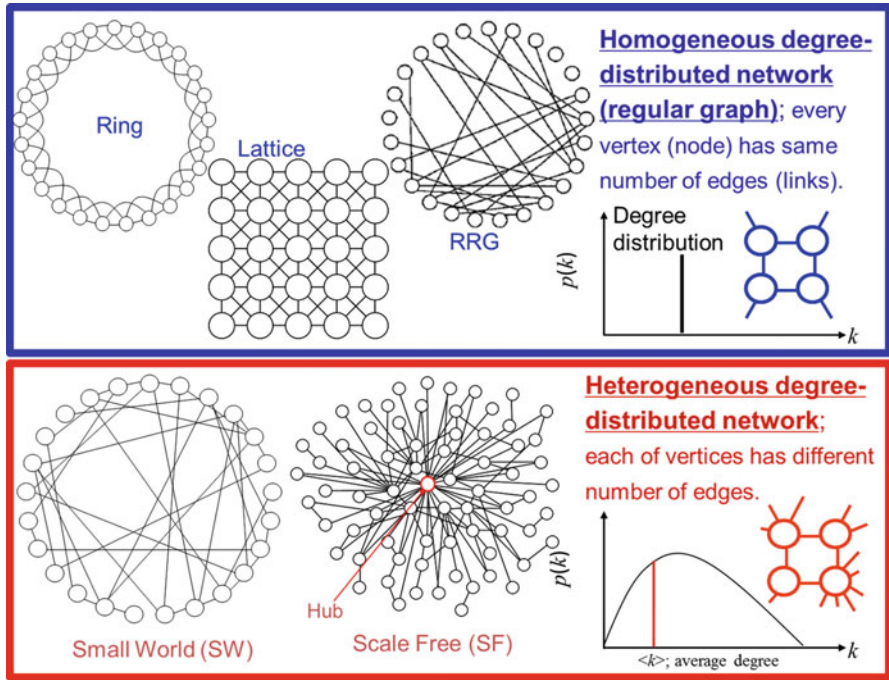 Ring
Lattice
RRG
Homogeneous degree-
distributed network
(regular graph); every
vertex (node) has same
number of edges (links).
Degree
distribution
p(k)
k
Small World (SW)
Hub
Scale Free (SF)
Heterogeneous degree-
distributed network;
each of vertices has different
number of edges.
p(k)
k
<k>; average degree